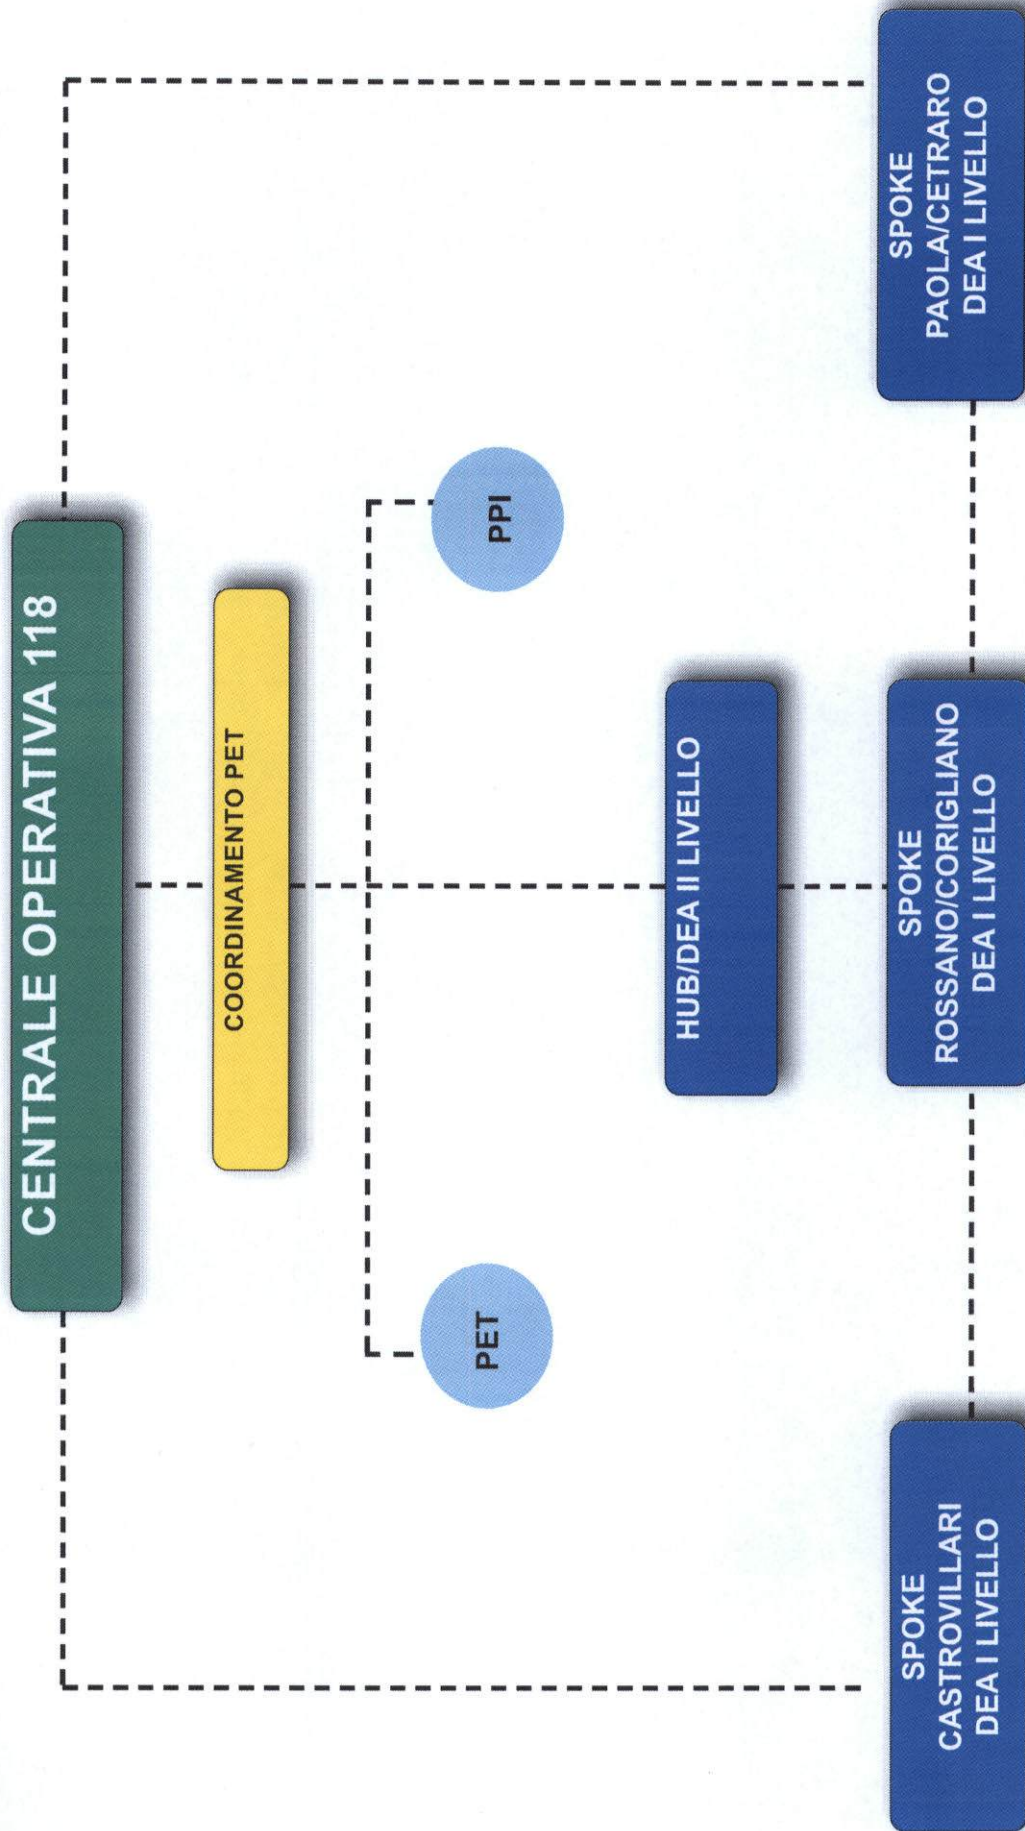 CENTRALE OPERATIVA 118
COORDINAMENTO PET
PET
PPI
HUB/DEA II LIVELLO
SPOKE
CASTROVILLARI
DEA I LIVELLO
SPOKE
ROSSANO/CORIGLIANO
DEA I LIVELLO
SPOKE
PAOLA/CETRARO
DEA I LIVELLO